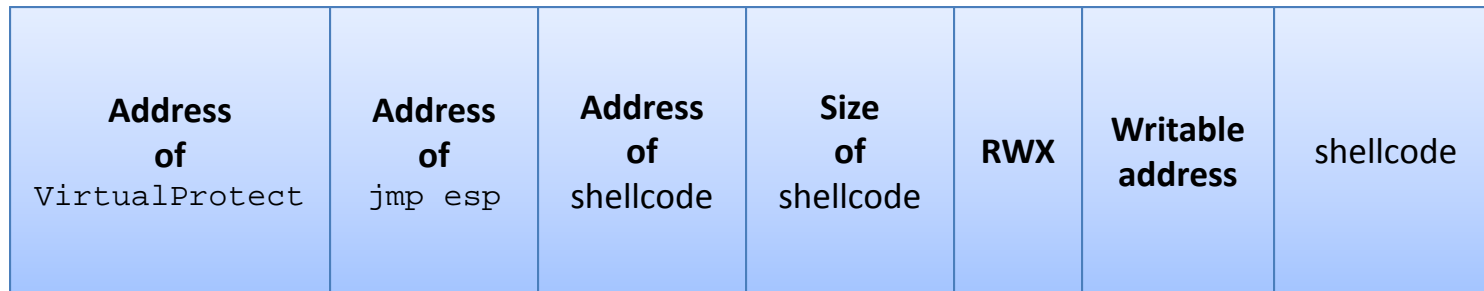 Address
of
VirtualProtect
Address
of
jmp esp
Address
of
shellcode
Size
of
shellcode
RWX
Writable
address
shellcode